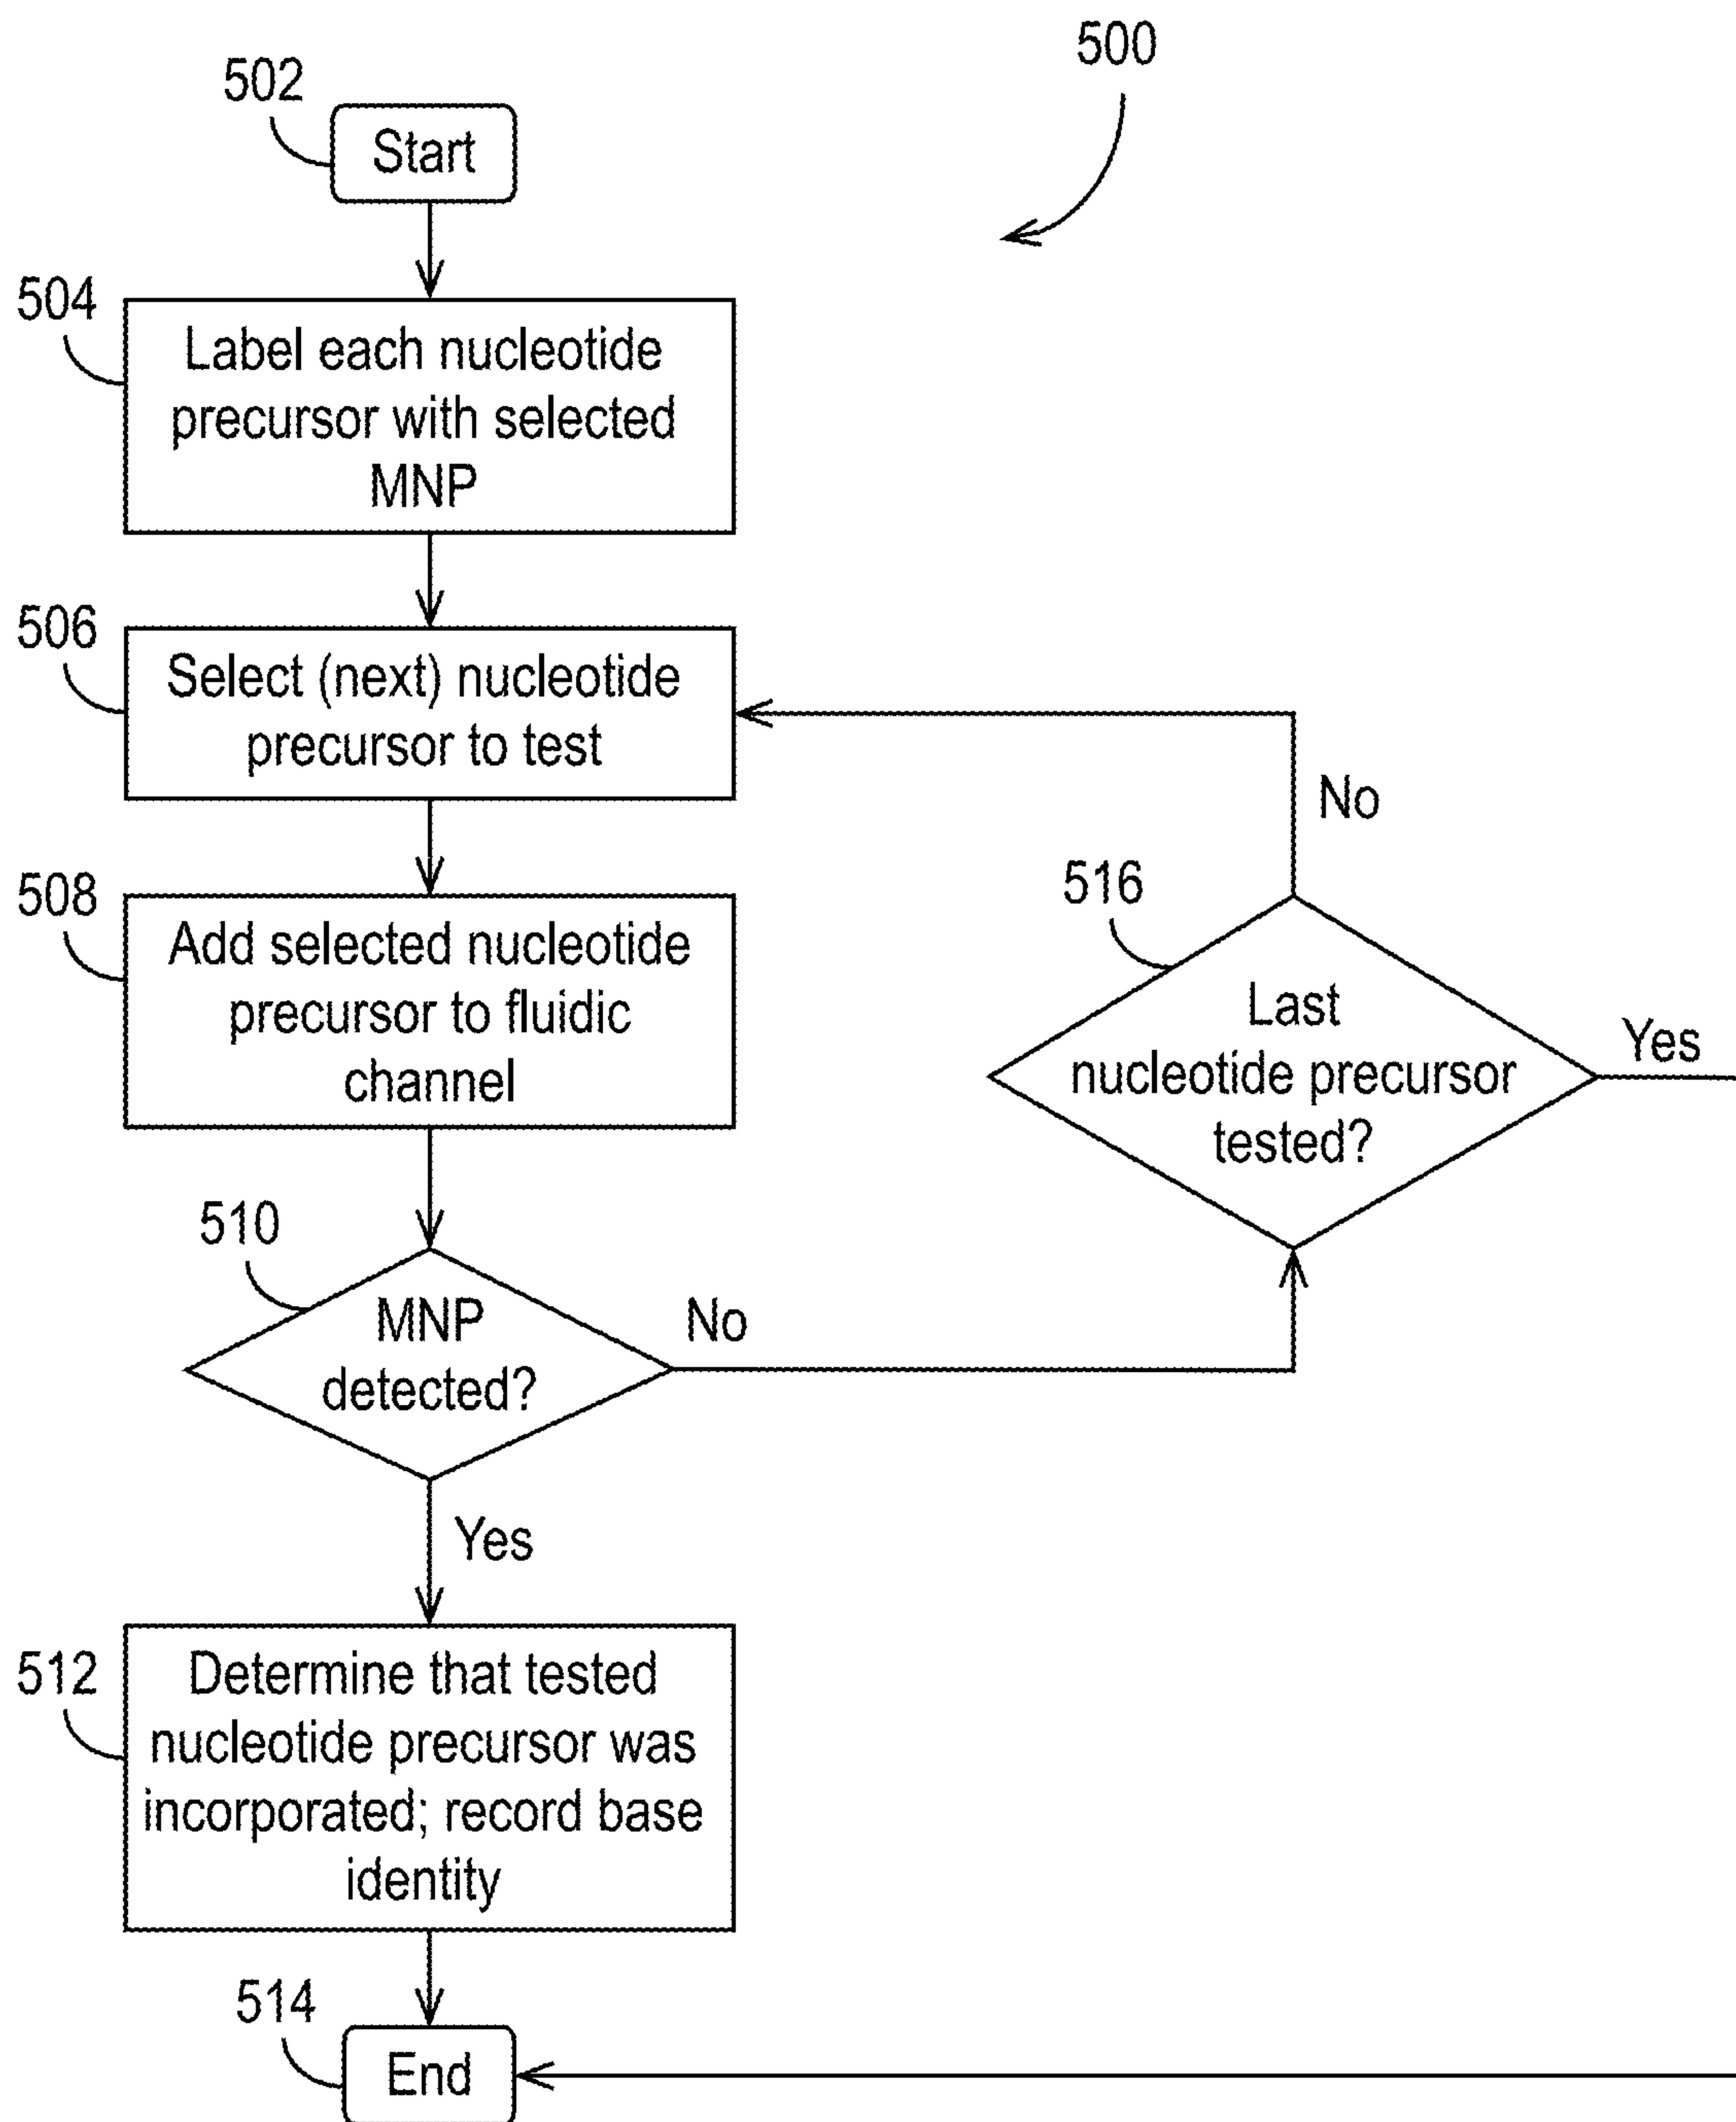 500
502
Start
504
Label each nucleotide
precursor with selected
MNP
506
Select (next) nucleotide
precursor to test
No
508
Add selected nucleotide
precursor to fluidic
channel
516
Last
nucleotide precursor
tested?
Yes
510
MNP
detected?
No
Yes
512
Determine that tested
nucleotide precursor was
incorporated; record base
identity
514
End